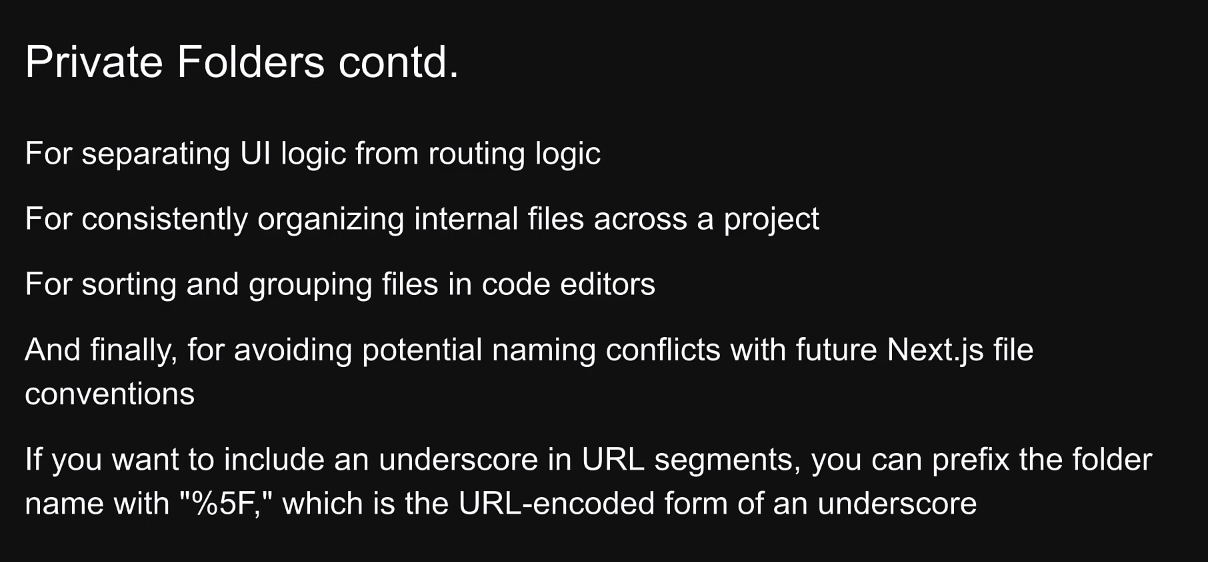 Private Folders contd.
For separating UI logic from routing logic
For consistently organizing internal files across a project
For sorting and grouping files in code editors
And finally, for avoiding potential naming conflicts with future Next.js file
conventions
If you want to include an underscore in URL segments, you can prefix the folder
name with "%5F," which is the URL-encoded form of an underscore